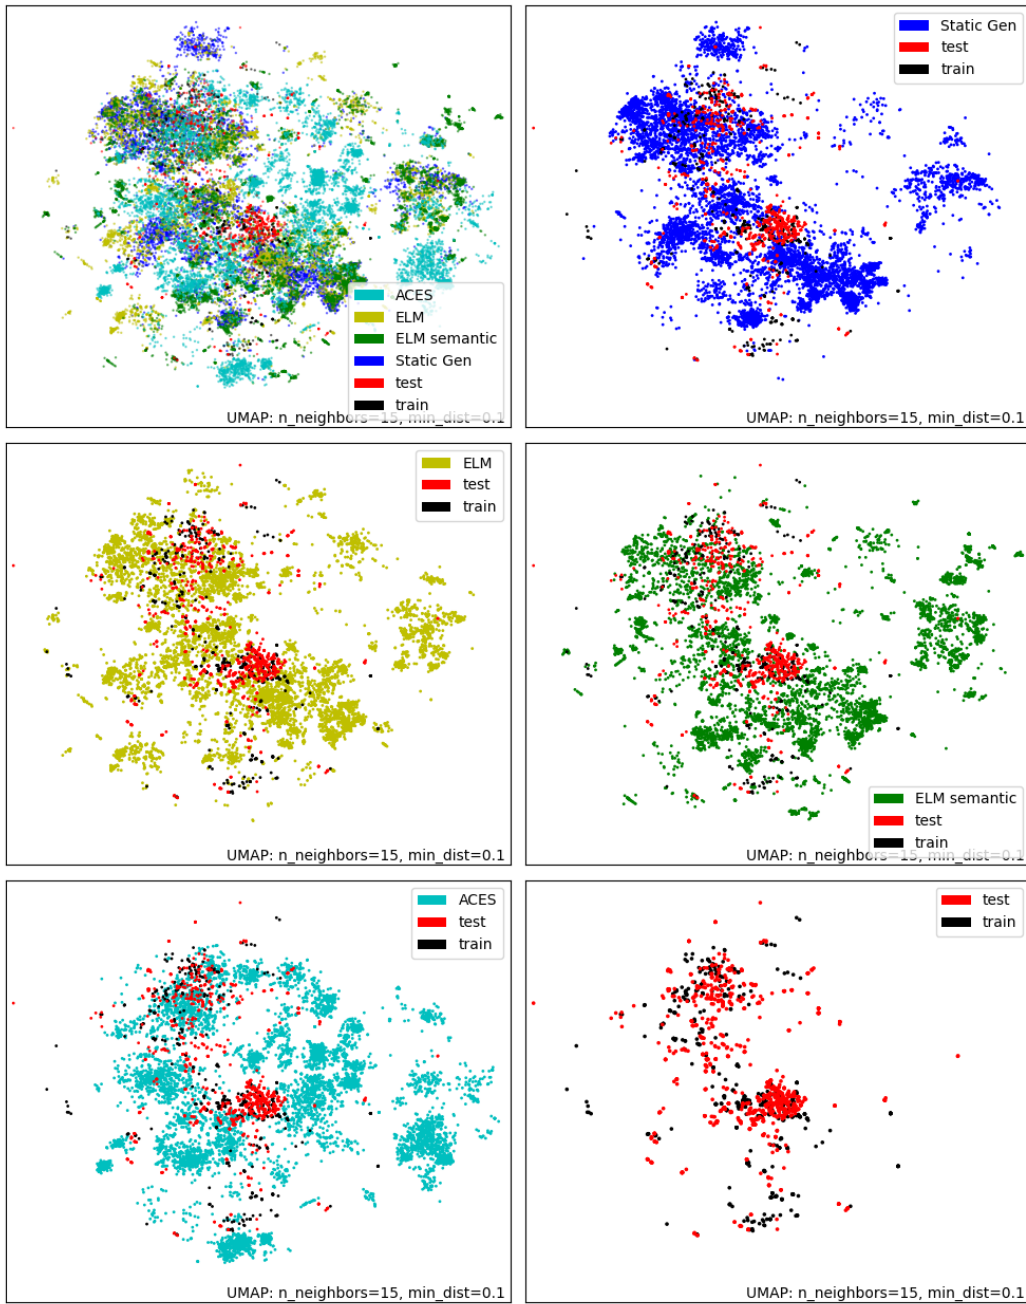 ACES
ELM
ELM semantic
Static Gen
test
train
UMAP: n_neighbors=15, min_dist=0.1
Static Gen
test
train
UMAP: n_neighbors=15, min_dist=0.1
ELM
test
train
UMAP: n_neighbors=15, min_dist=0.1
ELM semantic
test
train
UMAP: n_neighbors=15, min_dist=0.1
ACES
test
train
UMAP: n_neighbors=15, min_dist=0.1
test
train
UMAP: n_neighbors=15, min_dist=0.1